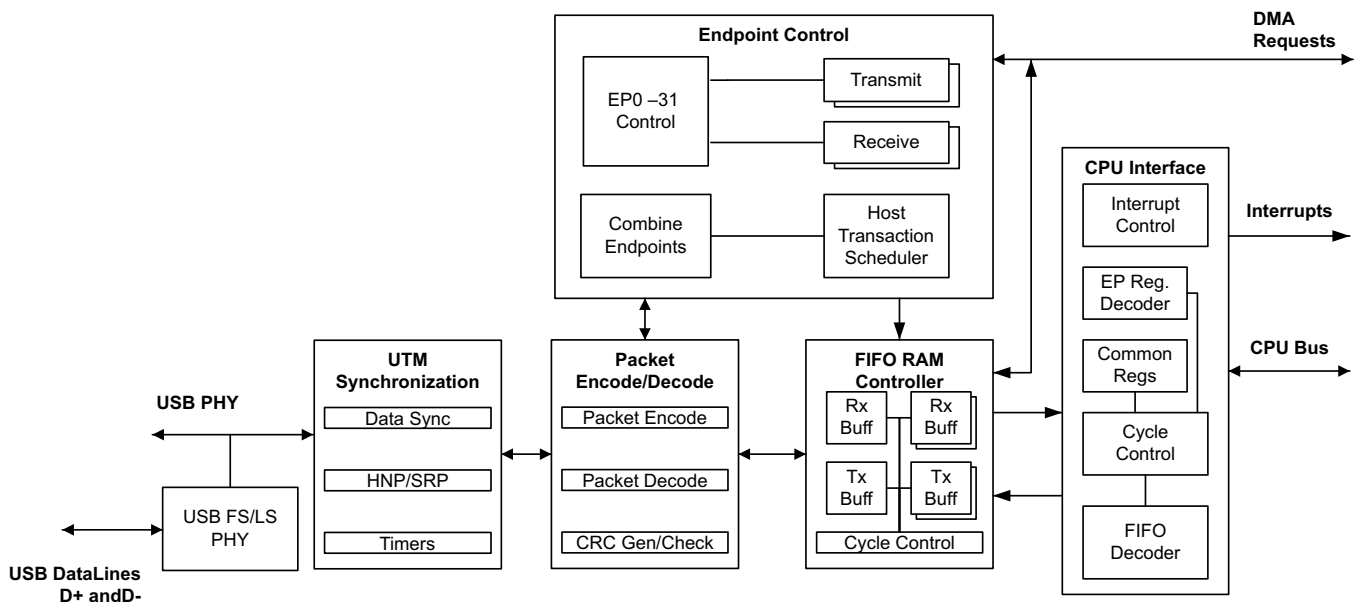 DMA
Requests
Endpoint Control
EP0 –31
Control
Transmit
Receive
Combine
Endpoints
Host
Transaction
Scheduler
CPU Interface
Interrupt
Control
Interrupts
EP Reg.
Decoder
Common
Regs
CPU Bus
Cycle
Control
FIFO
Decoder
UTM
Synchronization
Data Sync
HNP/SRP
Timers
Packet
Encode/Decode
Packet Encode
Packet Decode
CRC Gen/Check
FIFO RAM
Controller
Rx
Buff
Rx
Buff
Tx
Buff
Tx
Buff
Cycle Control
USB PHY
USB FS/LS
PHY
USB DataLines
D+ andD-